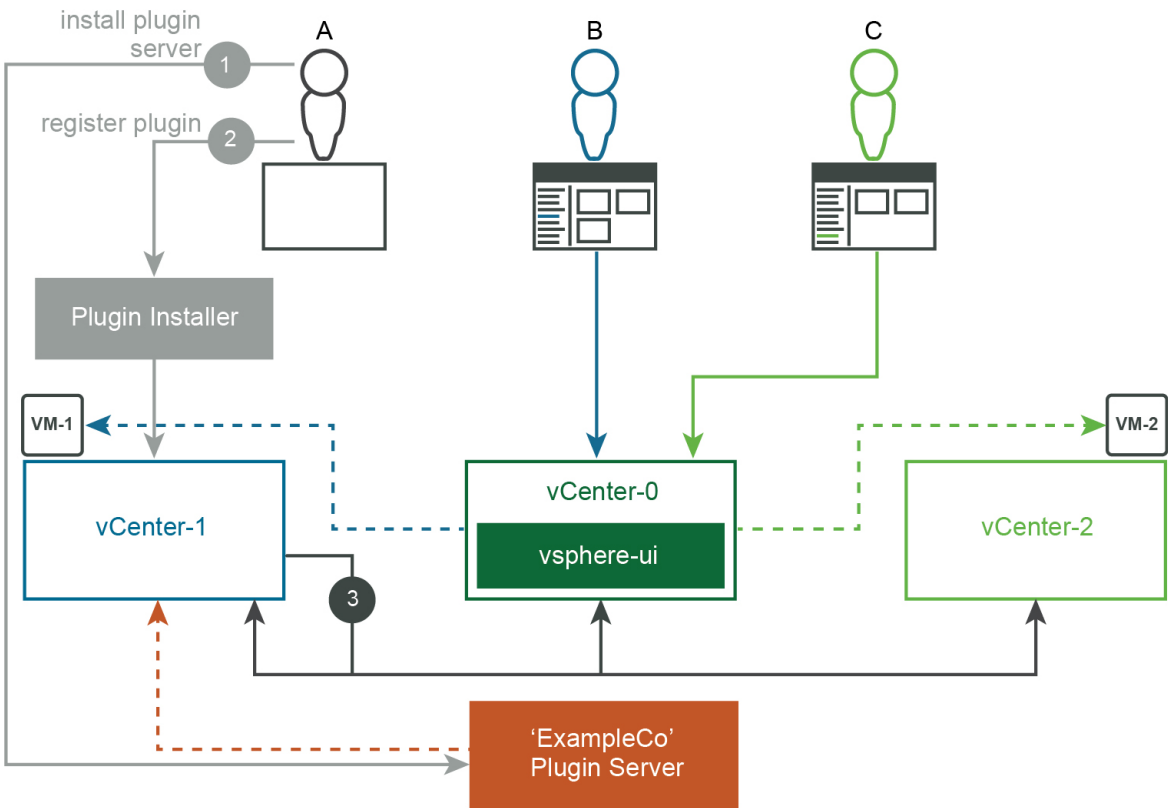 install plugin
server
1
A
B
C
register plugin
2
Plugin Installer
VM-1
VM-2
vCenter-0
vCenter-1
vsphere-ui
vCenter-2
3
‘ExampleCo’
Plugin Server